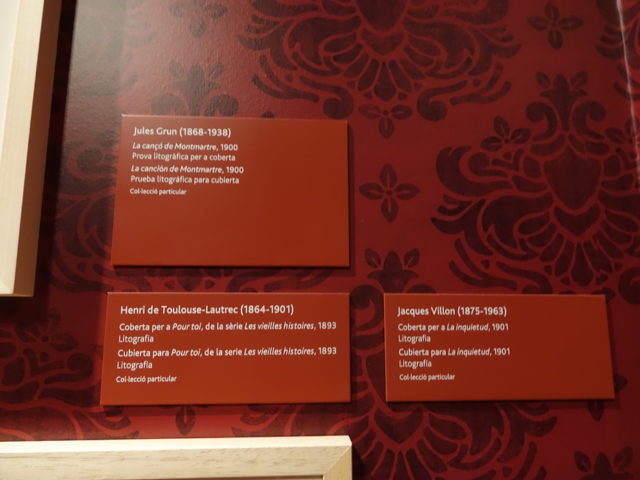 Jules Grun (1868-1938)
La cançó de Montmartre, 1900
Prova litogràfica per a coberta
La canción de Montmartre, 1900
Prueba litográfica para cubierta
Col·lecció particular
Henri de Toulouse-Lautrec (1864-1901)
Coberta per a Pour toi, de la sèrie Les vieilles histoires, 1893
Litografia
Cubierta para Pour toi, de la serie Les vieilles histoires, 1893
Litografía
Col·lecció particular
Jacques Villon (1875-1963)
Coberta per a La inquietud, 1901
Litografia
Cubierta para La inquietud, 1901
Litografía
Col·lecció particular